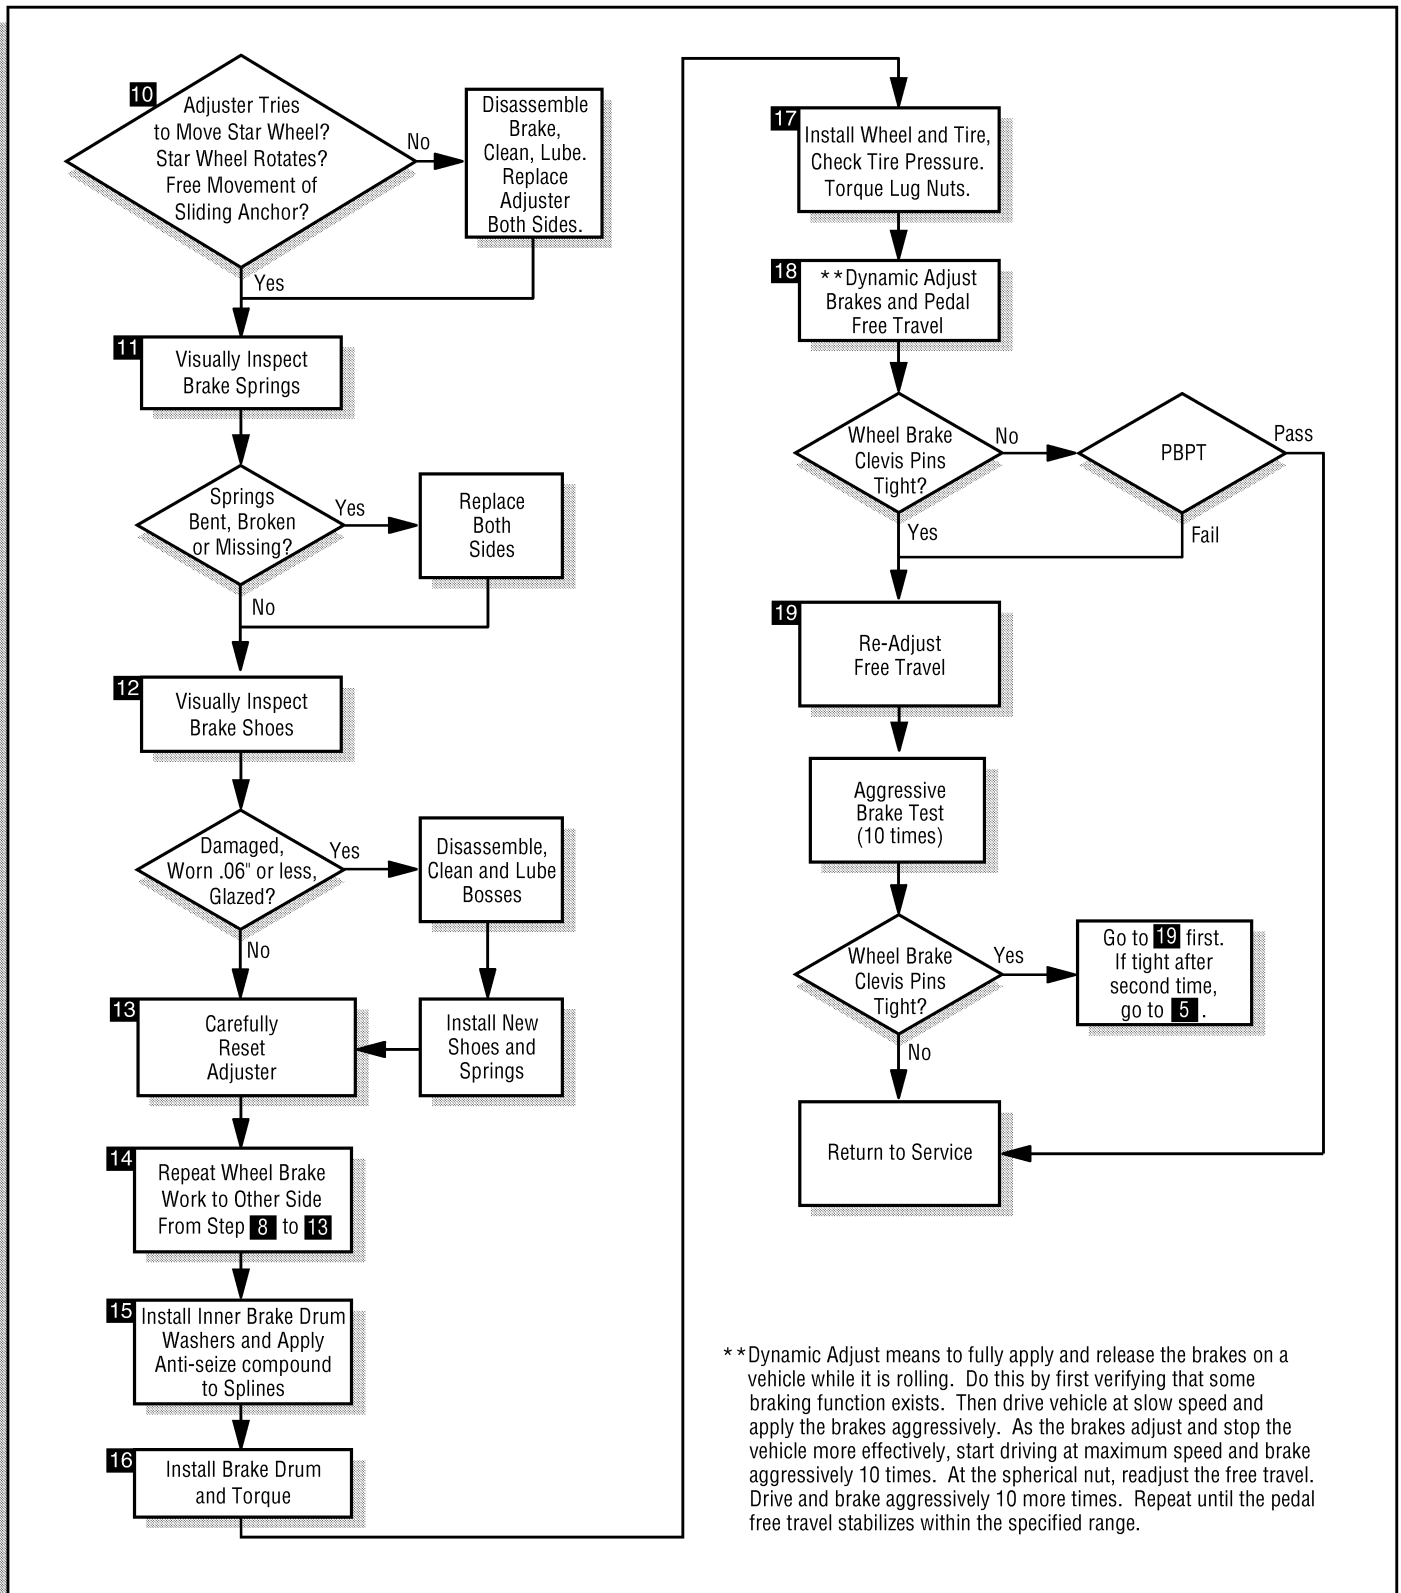 10
Adjuster Tries
to Move Star Wheel?
Star Wheel Rotates?
Free Movement of
Sliding Anchor?
No
Disassemble
Brake,
Clean, Lube.
Replace
Adjuster
Both Sides.
Yes
11
Visually Inspect
Brake Springs
Springs
Bent, Broken
or Missing?
Yes
Replace
Both
Sides
No
12
Visually Inspect
Brake Shoes
Damaged,
Worn .06" or less,
Glazed?
Yes
Disassemble,
Clean and Lube
Bosses
No
13
Carefully
Reset
Adjuster
Install New
Shoes and
Springs
14
Repeat Wheel Brake
Work to Other Side
From Step 8 to 13
15
Install Inner Brake Drum
Washers and Apply
Anti-seize compound
to Splines
16
Install Brake Drum
and Torque
17
Install Wheel and Tire,
Check Tire Pressure.
Torque Lug Nuts.
18
**Dynamic Adjust
Brakes and Pedal
Free Travel
Wheel Brake
Clevis Pins
Tight?
No
PBPT
Pass
Yes
Fail
19
Re-Adjust
Free Travel
Aggressive
Brake Test
(10 times)
Wheel Brake
Clevis Pins
Tight?
Yes
Go to 19 first.
If tight after
second time,
go to 5 .
No
Return to Service
**Dynamic Adjust means to fully apply and release the brakes on a
vehicle while it is rolling. Do this by first verifying that some
braking function exists. Then drive vehicle at slow speed and
apply the brakes aggressively. As the brakes adjust and stop the
vehicle more effectively, start driving at maximum speed and brake
aggressively 10 times. At the spherical nut, readjust the free travel.
Drive and brake aggressively 10 more times. Repeat until the pedal
free travel stabilizes within the specified range.